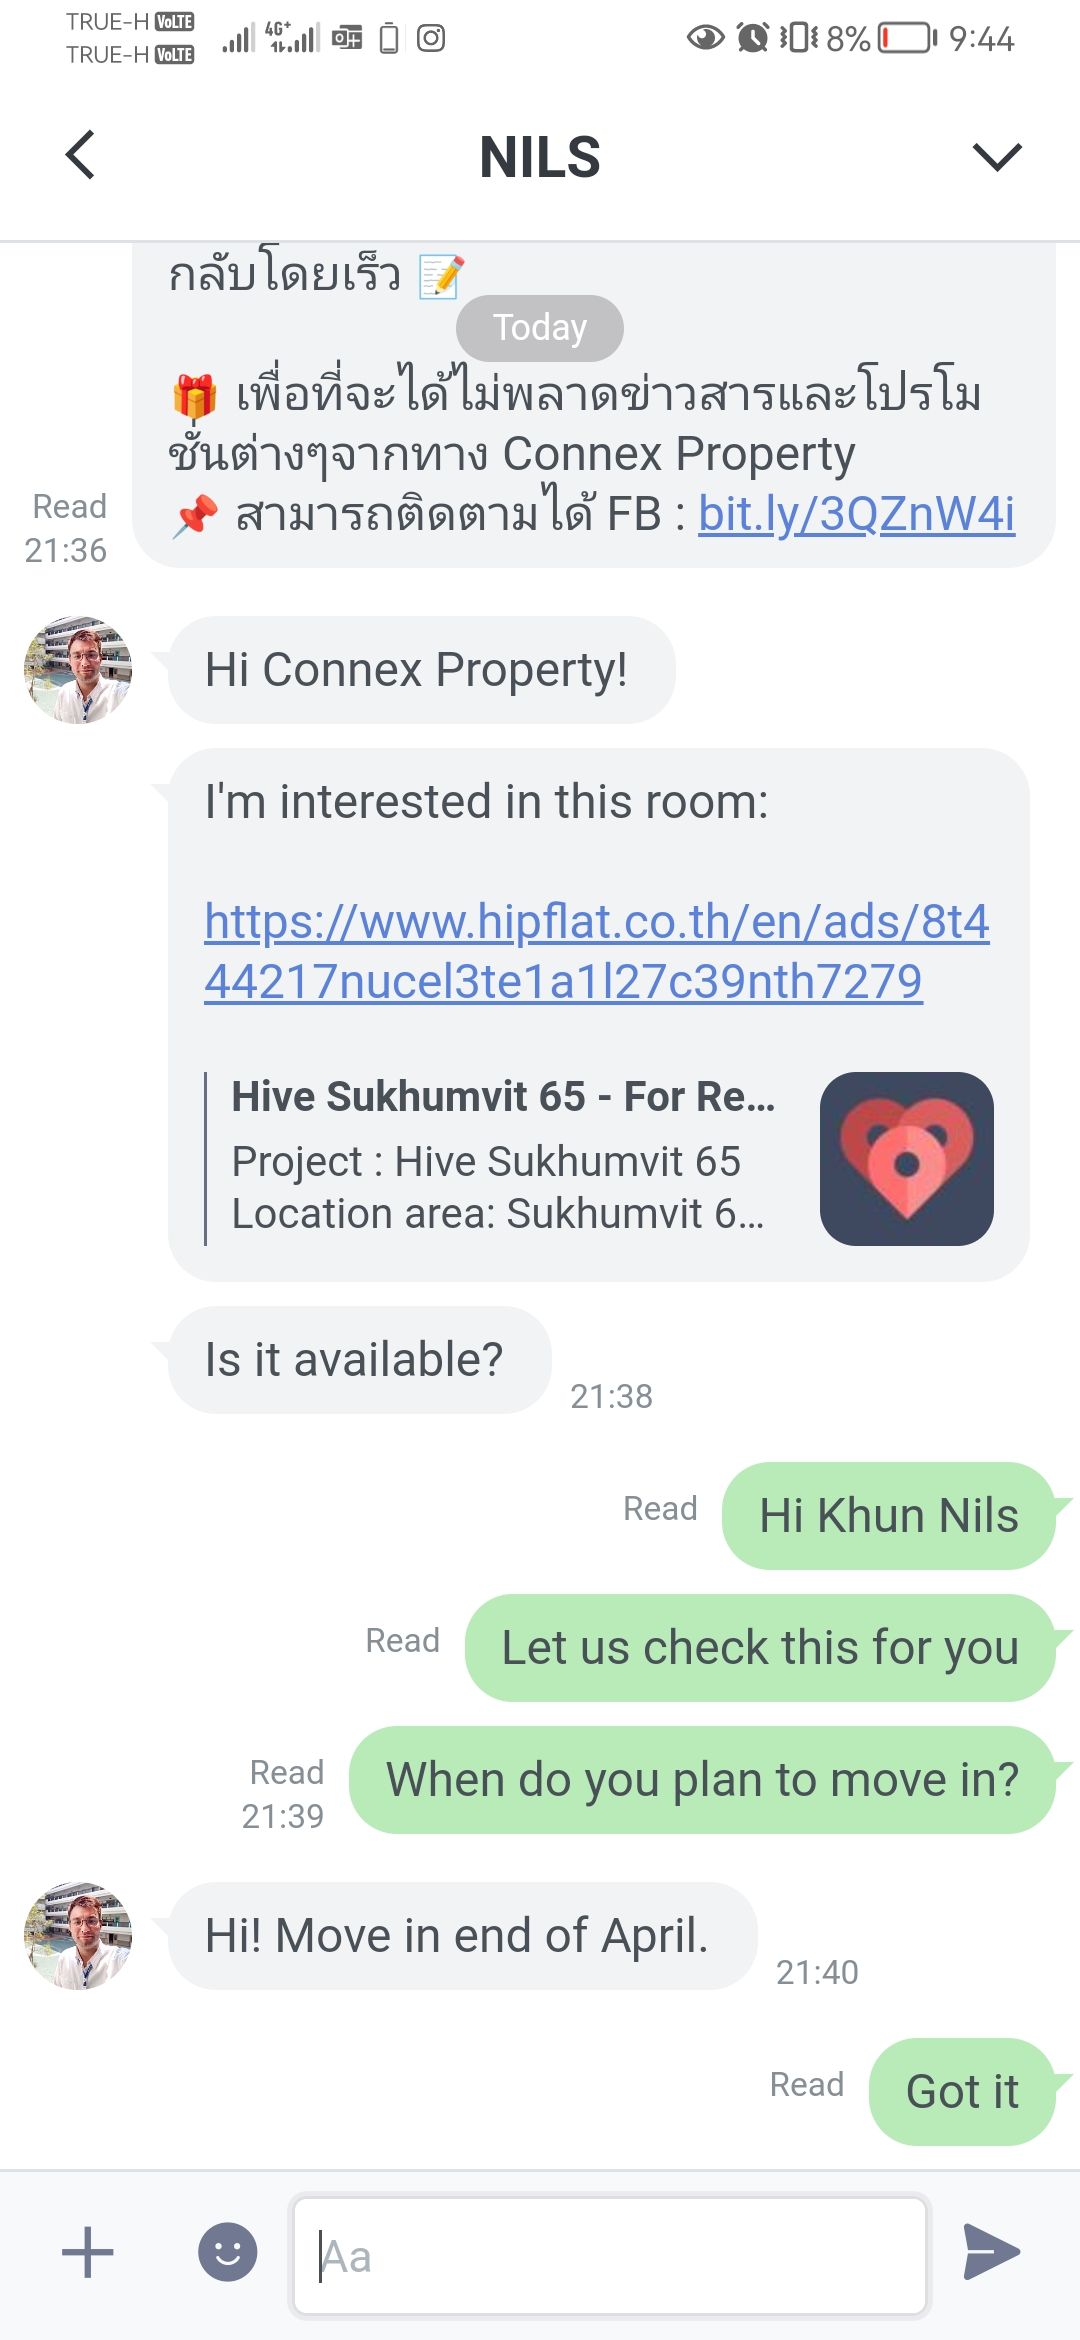 TRUE-H VoLTE
TRUE-H VoLTE
4G+
8%
9:44
NILS
กลับโดยเร็ว 📝
Today
🎁 เพื่อที่จะได้ไม่พลาดข่าวสารและโปรโม
ชั่นต่างๆจากทาง Connex Property
📌 สามารถติดตามได้ FB : bit.ly/3QZnW4i
Read
21:36
Hi Connex Property!
I'm interested in this room:
https://www.hipflat.co.th/en/ads/8t4
44217nucel3te1a1l27c39nth7279
Hive Sukhumvit 65 - For Re...
Project : Hive Sukhumvit 65
Location area: Sukhumvit 6...
Is it available?
21:38
Read
Hi Khun Nils
Read
Let us check this for you
Read
21:39
When do you plan to move in?
Hi! Move in end of April.
21:40
Read
Got it
Aa